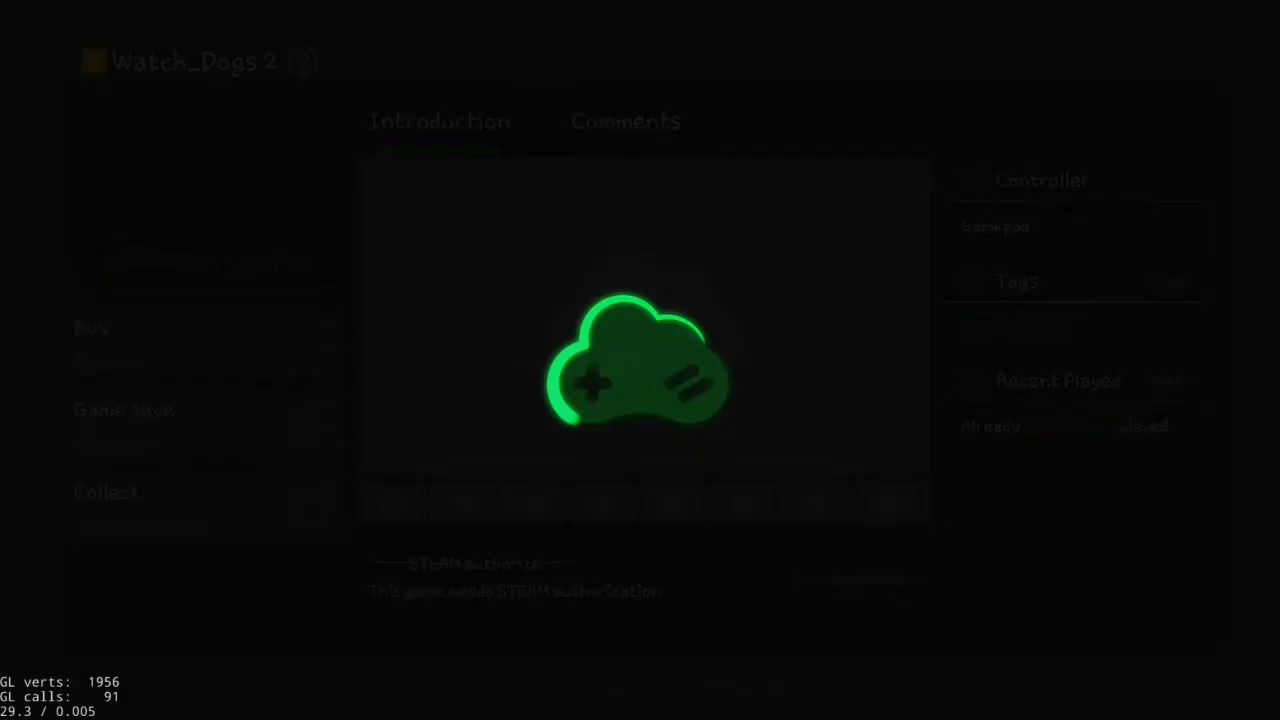 Watch_Dogs 2 ?
Introduction
Comments
Controller
Gamepad
Tags
Buy
Recent Played
Game save
Already
played
Collect
STEAM authorize
This game needs STEAM authorization
GL verts: 1956
GL calls: 91
29.3 / 0.005